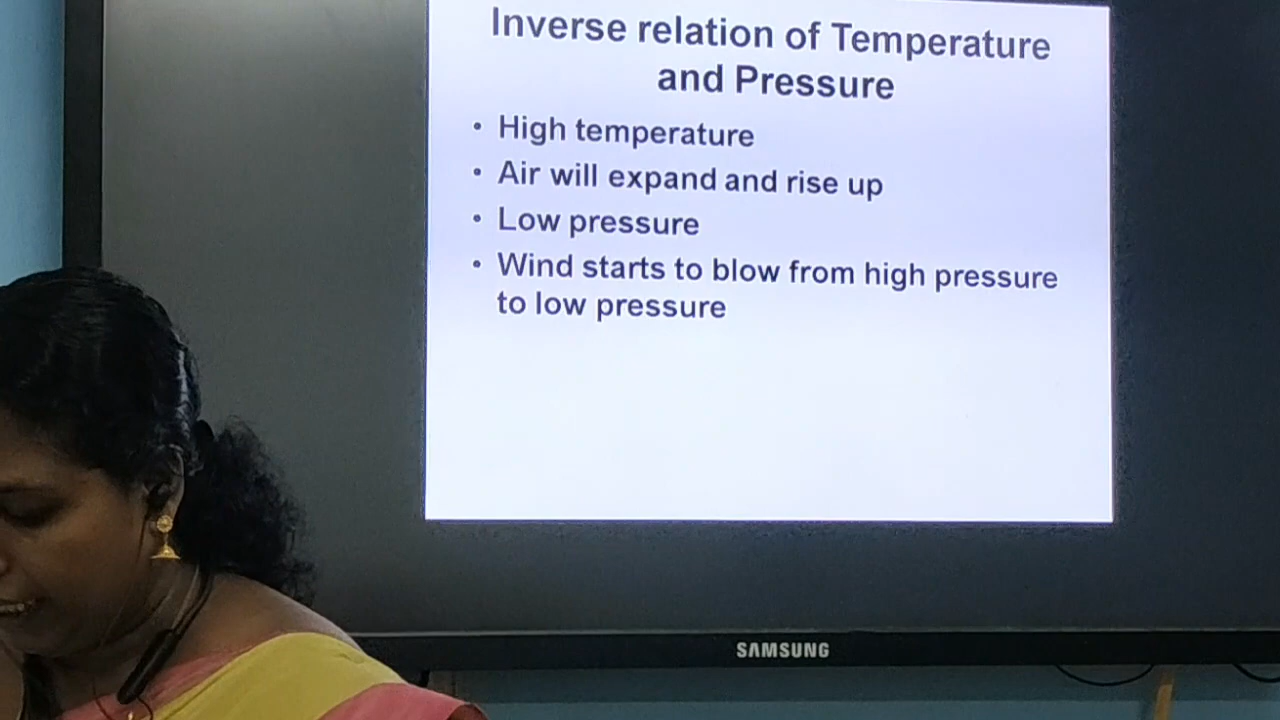 Inverse relation of Temperature
and Pressure
• High temperature
• Air will expand and rise up
• Low pressure
• Wind starts to blow from high pressure
to low pressure
SAMSUNG